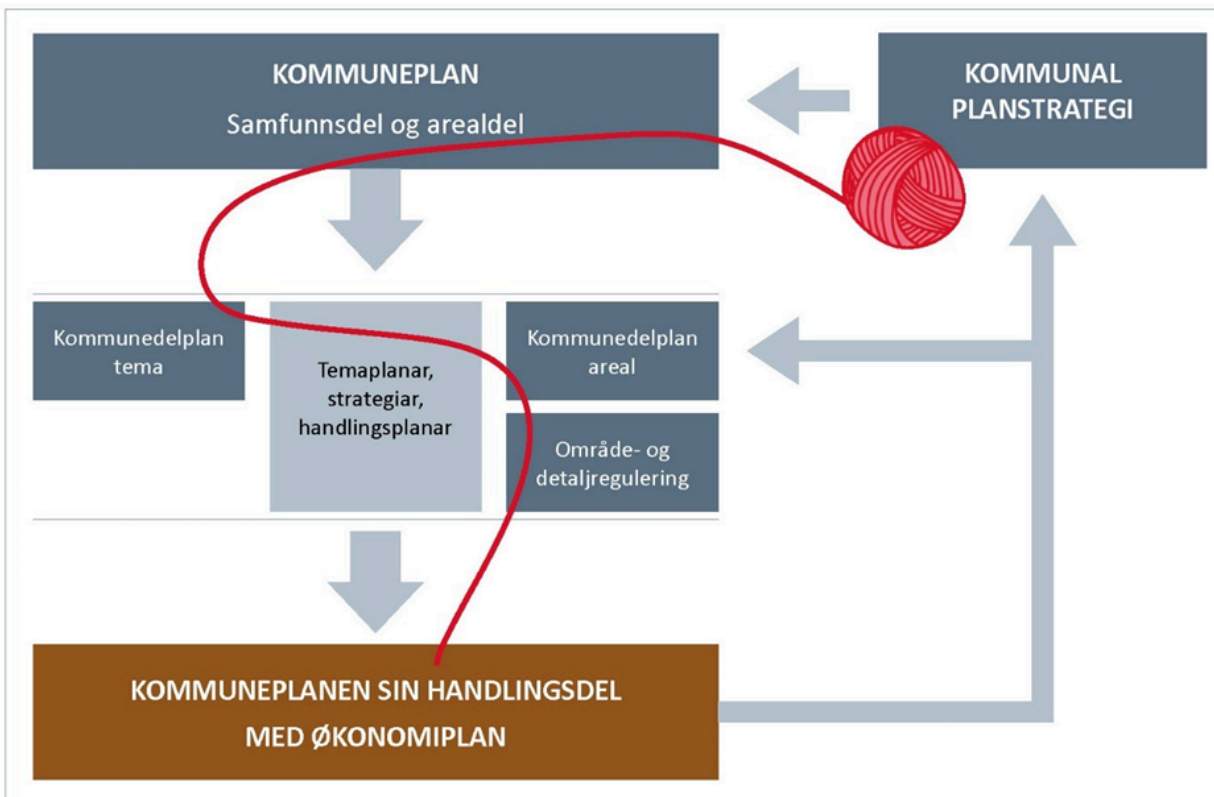 KOMMUNEPLAN
Samfunnsdel og arealdel
KOMMUNAL
PLANSTRATEGI
Kommunedelplan
tema
Temaplanar,
strategiar,
handlingsplanar
Kommunedelplan
areal
Område- og
detaljregulering
KOMMUNEPLANEN SIN HANDLINGSDEL
MED ØKONOMIPLAN